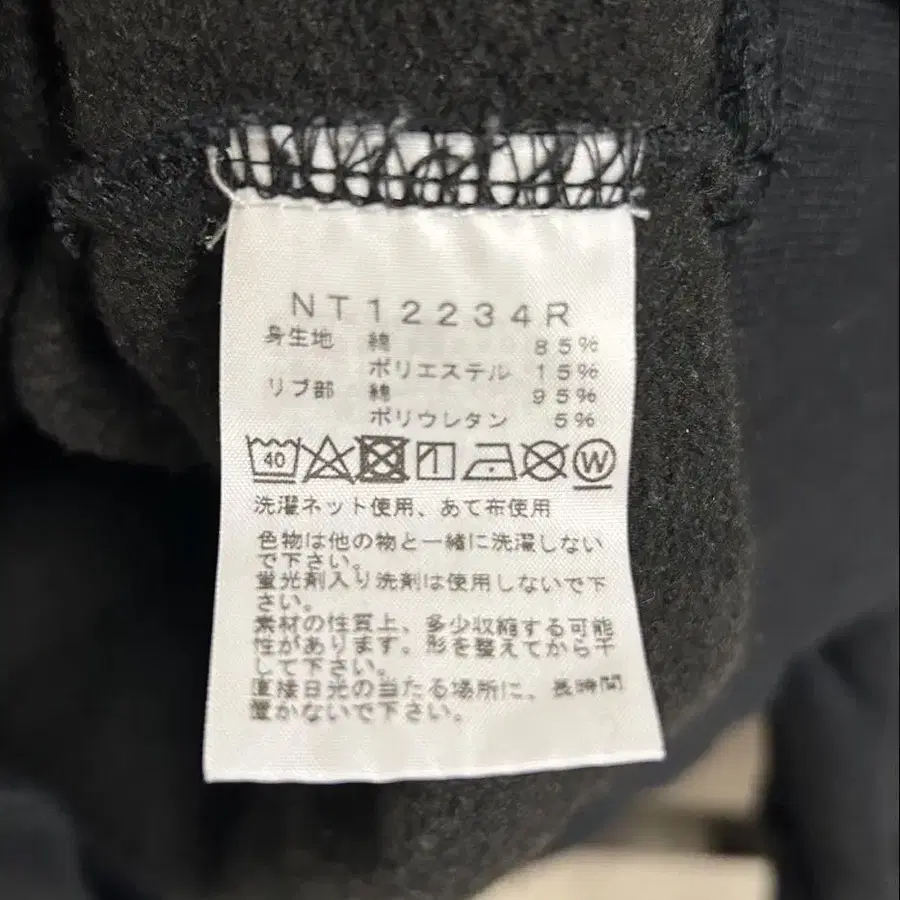 NT12234R
身生地 綿 85%
ポリエステル 15%
リブ部 綿 95%
ポリウレタン 5%
40 W
洗濯ネット使用、あて布使用
色物は他の物と一緒に洗濯しない
で下さい。
蛍光剤入り洗剤は使用しないで下
さい。
素材の性質上、多少収縮する可能
性があります。形を整えてから干
して下さい。
直接日光の当たる場所に、長時間
置かないで下さい。